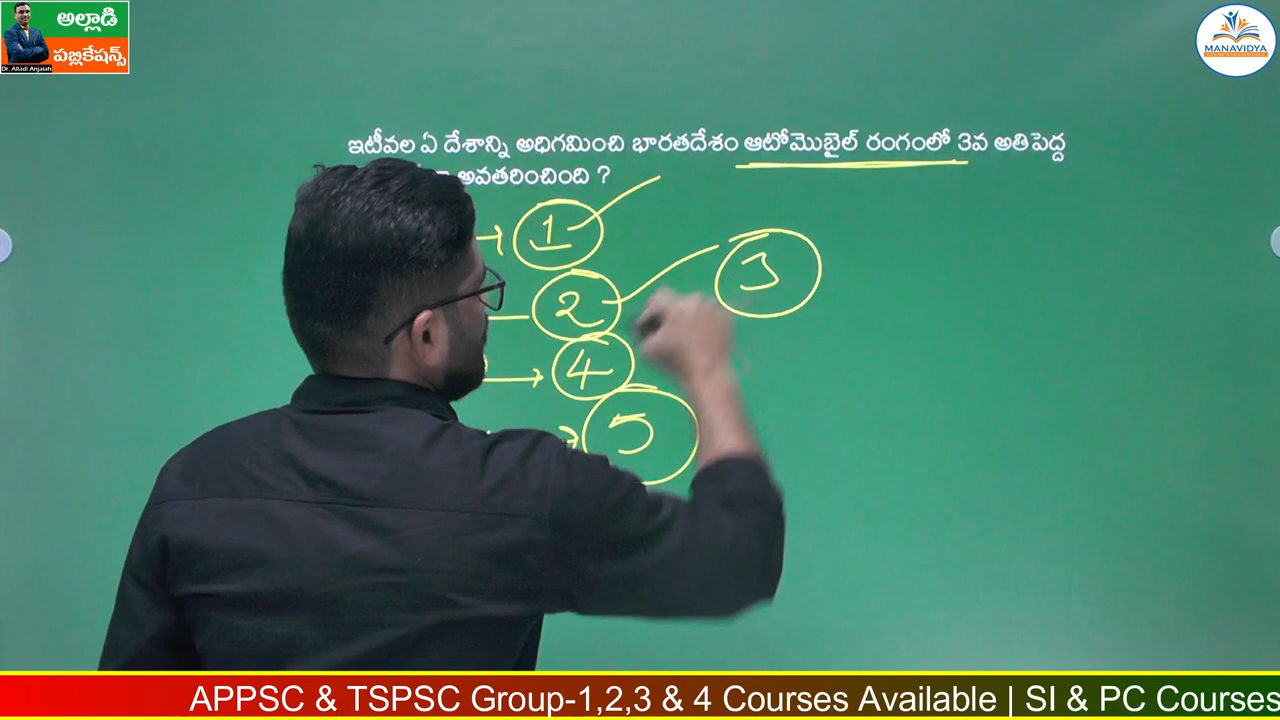 అల్లాడి
పబ్లికేషన్స్
Dr. Alladi Anjaiah
MANAVIDYA
ఇటీవల ఏ దేశాన్ని అధిగమించి భారతదేశం ఆటోమొబైల్ రంగంలో 3వ అతిపెద్ద
అవతరించింది ?
1
2
3
4
5
APPSC & TSPSC Group-1,2,3 & 4 Courses Available | SI & PC Courses